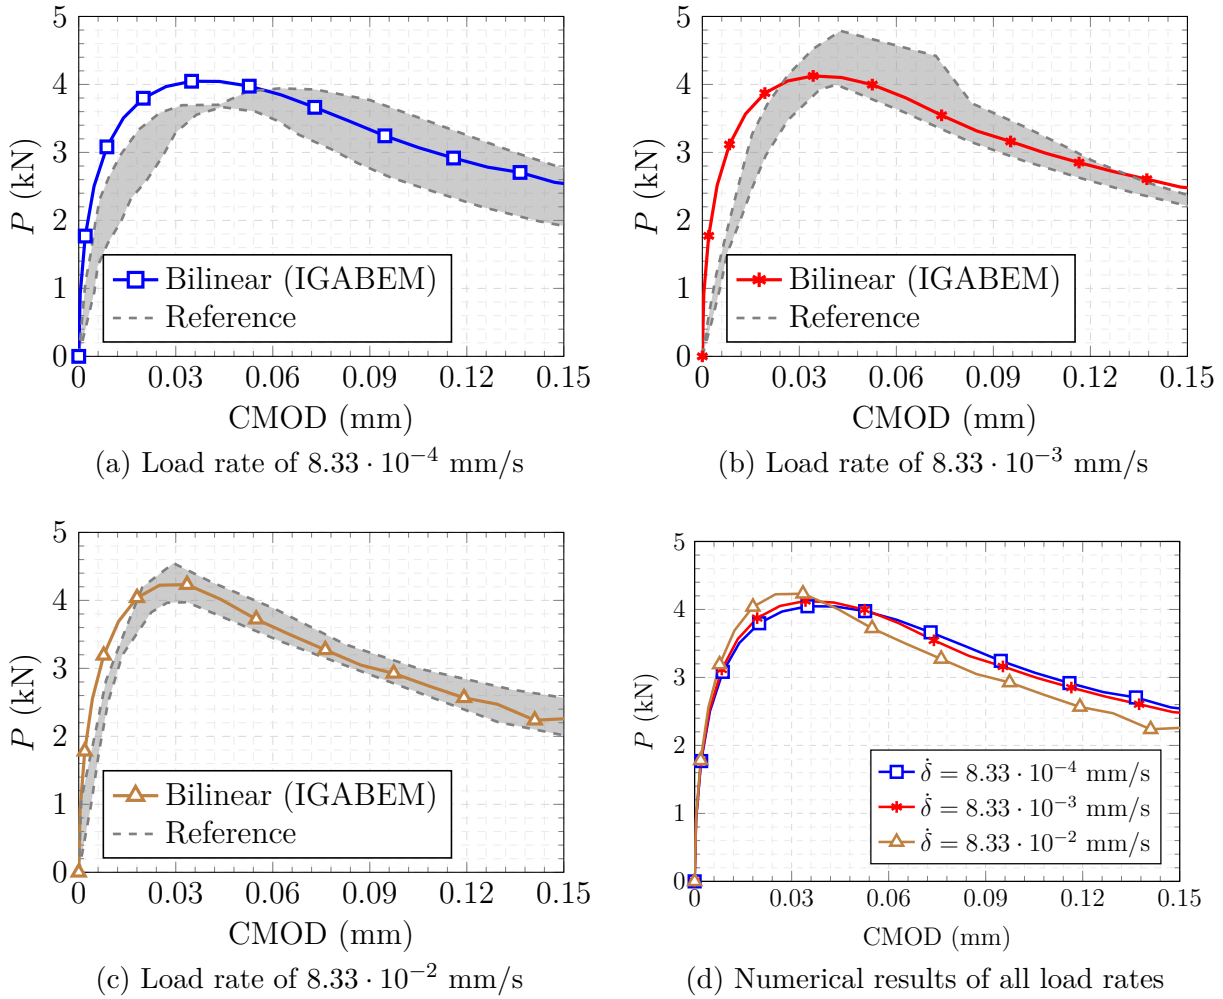 5
4
3
2
1
0
P (kN)
0 0.03 0.06 0.09 0.12 0.15
CMOD (mm)
Bilinear (IGABEM)
Reference
(a) Load rate of 8.33 · 10⁻⁴ mm/s
5
4
3
2
1
0
P (kN)
0 0.03 0.06 0.09 0.12 0.15
CMOD (mm)
Bilinear (IGABEM)
Reference
(b) Load rate of 8.33 · 10⁻³ mm/s
5
4
3
2
1
0
P (kN)
0 0.03 0.06 0.09 0.12 0.15
CMOD (mm)
Bilinear (IGABEM)
Reference
(c) Load rate of 8.33 · 10⁻² mm/s
5
4
3
2
1
0
P (kN)
0 0.03 0.06 0.09 0.12 0.15
CMOD (mm)
δ̇ = 8.33 · 10⁻⁴ mm/s
δ̇ = 8.33 · 10⁻³ mm/s
δ̇ = 8.33 · 10⁻² mm/s
(d) Numerical results of all load rates